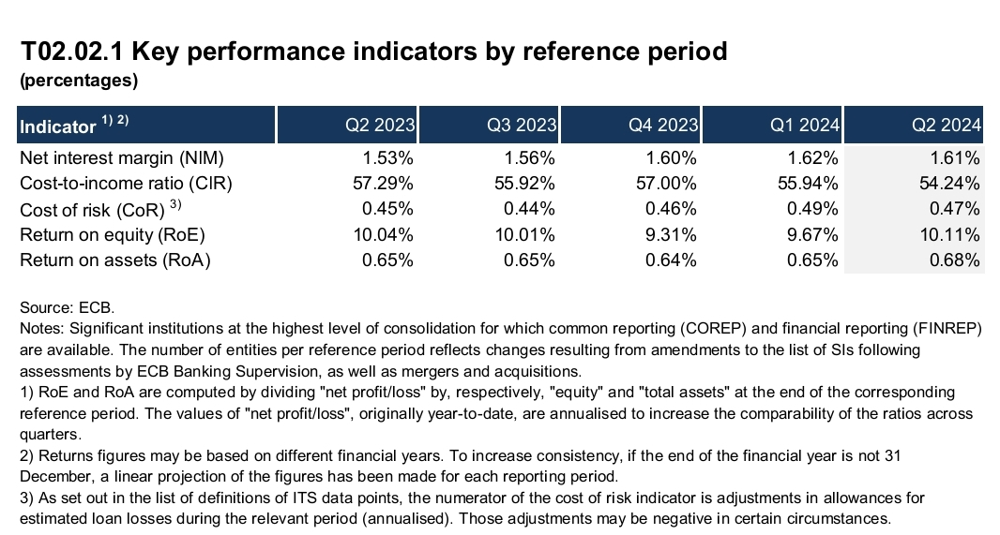 T02.02.1 Key performance indicators by reference period
(percentages)
Indicator 1) 2) Q2 2023 Q3 2023 Q4 2023 Q1 2024 Q2 2024
Net interest margin (NIM) 1.53% 1.56% 1.60% 1.62% 1.61%
Cost-to-income ratio (CIR) 57.29% 55.92% 57.00% 55.94% 54.24%
Cost of risk (CoR) 3) 0.45% 0.44% 0.46% 0.49% 0.47%
Return on equity (RoE) 10.04% 10.01% 9.31% 9.67% 10.11%
Return on assets (RoA) 0.65% 0.65% 0.64% 0.65% 0.68%
Source: ECB.
Notes: Significant institutions at the highest level of consolidation for which common reporting (COREP) and financial reporting (FINREP)
are available. The number of entities per reference period reflects changes resulting from amendments to the list of SIs following
assessments by ECB Banking Supervision, as well as mergers and acquisitions.
1) RoE and RoA are computed by dividing "net profit/loss" by, respectively, "equity" and "total assets" at the end of the corresponding
reference period. The values of "net profit/loss", originally year-to-date, are annualised to increase the comparability of the ratios across
quarters.
2) Returns figures may be based on different financial years. To increase consistency, if the end of the financial year is not 31
December, a linear projection of the figures has been made for each reporting period.
3) As set out in the list of definitions of ITS data points, the numerator of the cost of risk indicator is adjustments in allowances for
estimated loan losses during the relevant period (annualised). Those adjustments may be negative in certain circumstances.